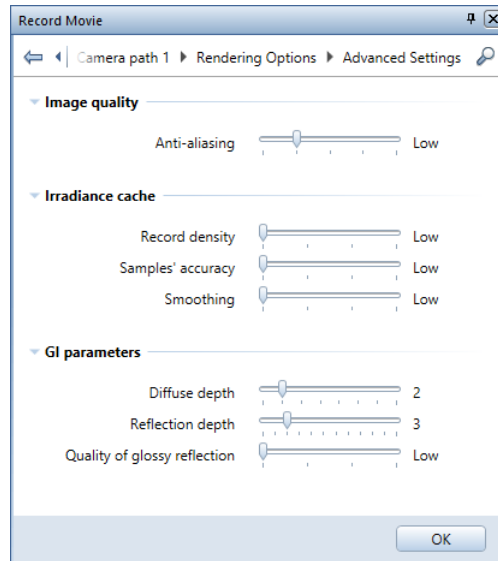 Record Movie
Camera path 1 Rendering Options Advanced Settings
Image quality
Anti-aliasing Low
Irradiance cache
Record density Low
Samples' accuracy Low
Smoothing Low
GI parameters
Diffuse depth 2
Reflection depth 3
Quality of glossy reflection Low
OK